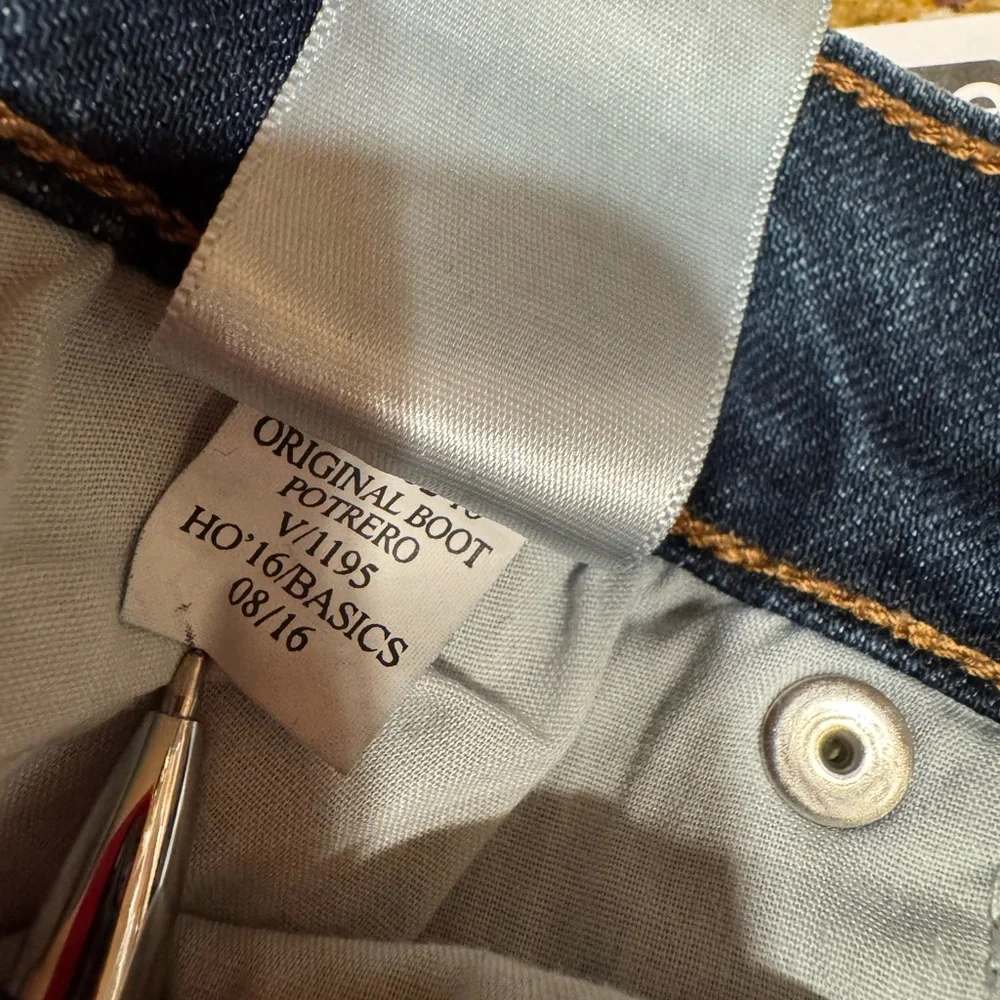 ORIGINAL BOOT
POTRERO
V/1195
HO'16/BASICS
08/16